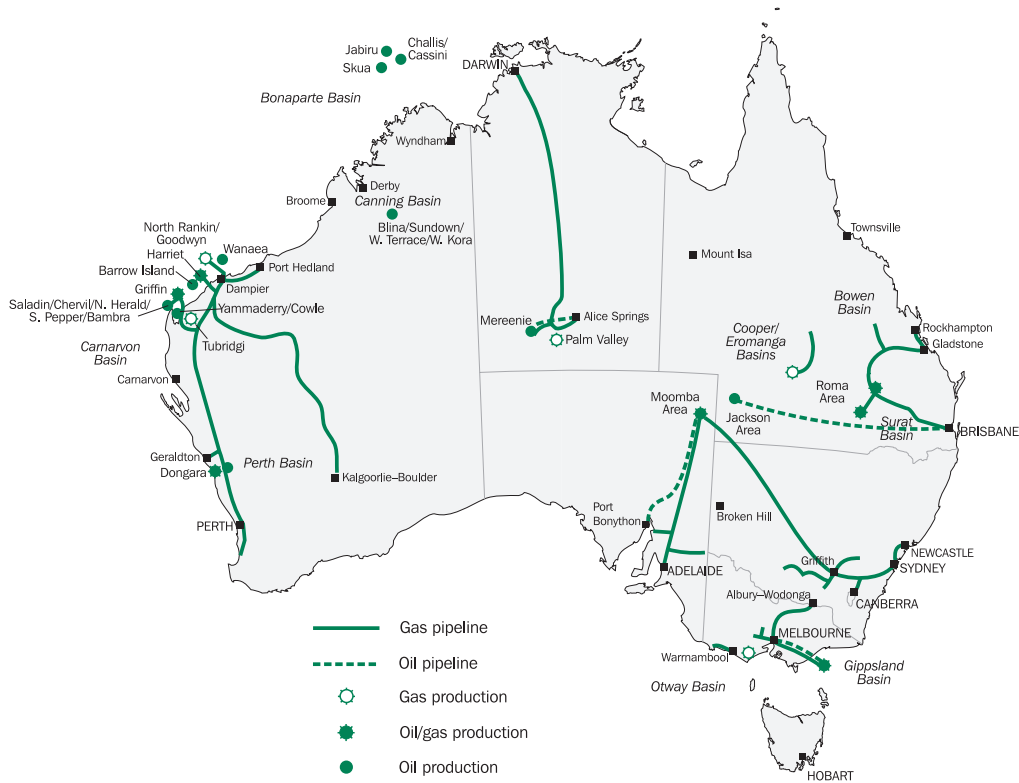 Jabiru
Challis/
Cassini
Skua
DARWIN
Bonaparte Basin
Wyndham
Derby
Canning Basin
Broome
Blina/Sundown/
W. Terrace/W. Kora
North Rankin/
Goodwyn
Wanaea
Harriet
Port Hedland
Barrow Island
Dampier
Griffin
Saladin/Chervil/N. Herald/
S. Pepper/Bambra
Yammaderry/Cowle
Tubridgi
Carnarvon
Basin
Carnarvon
Geraldton
Dongara
Perth Basin
Kalgoorlie–Boulder
PERTH
Mereenie
Alice Springs
Palm Valley
Townsville
Mount Isa
Bowen
Basin
Cooper/
Eromanga
Basins
Rockhampton
Gladstone
Roma
Area
Moomba
Area
Jackson
Area
Surat
Basin
BRISBANE
Port
Bonython
Broken Hill
NEWCASTLE
Griffith
SYDNEY
ADELAIDE
Albury–Wodonga
CANBERRA
MELBOURNE
Warnambool
Gippsland
Basin
Otway Basin
HOBART
Gas pipeline
Oil pipeline
Gas production
Oil/gas production
Oil production